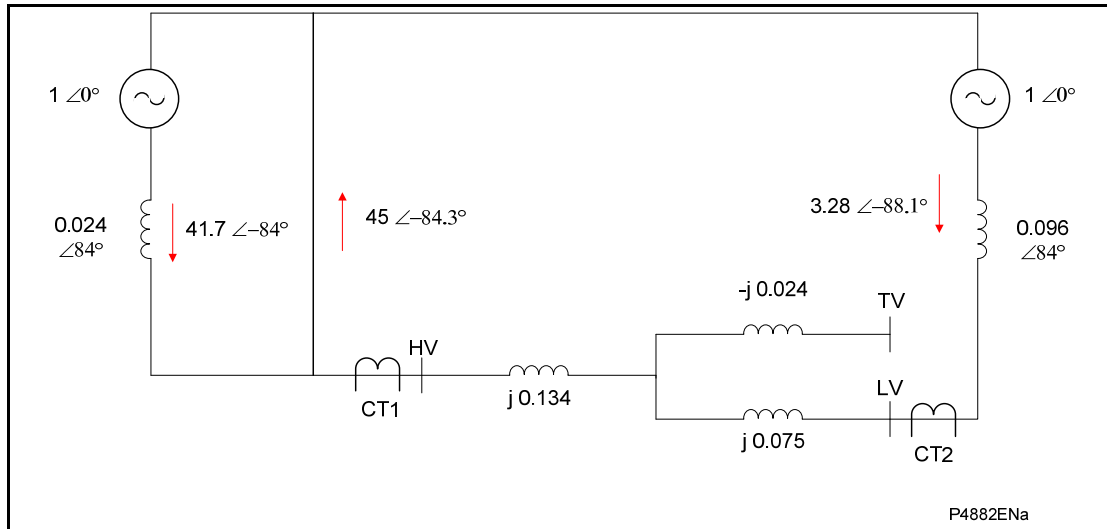 1 ∠0°
1 ∠0°
0.024
∠84°
41.7 ∠–84°
45 ∠–84.3°
3.28 ∠–88.1°
0.096
∠84°
-j 0.024
TV
HV
CT1
j 0.134
LV
j 0.075
CT2
P4882ENa